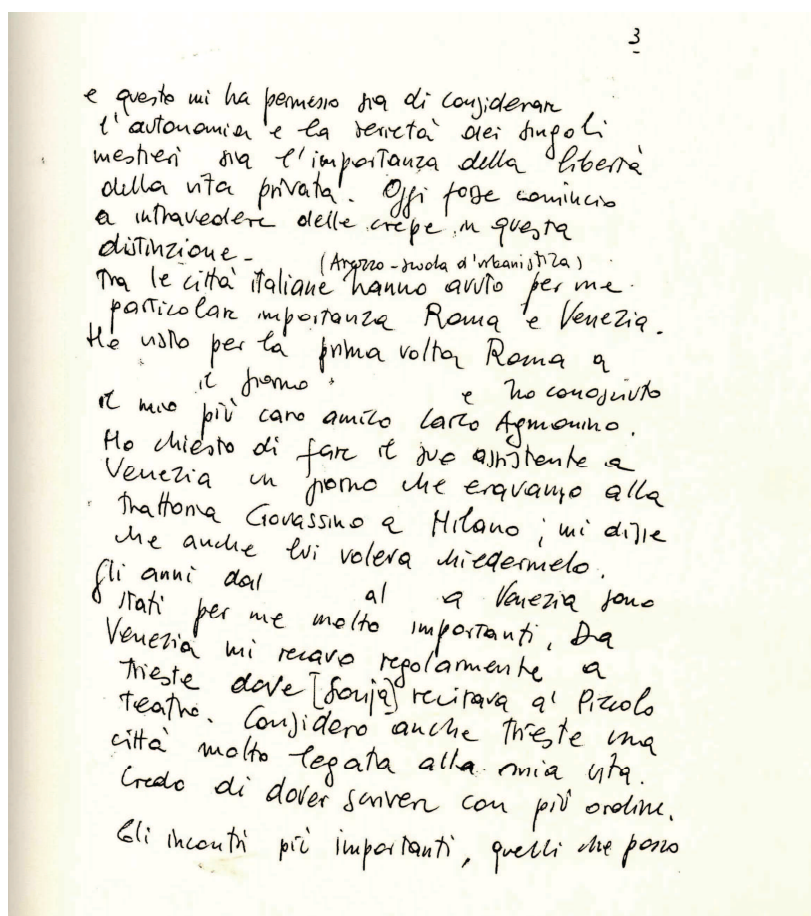 3
e questo mi ha permesso sia di considerare
l'autonomia e la serietà dei singoli
mestieri sia l'importanza della libertà
della vita privata. Oggi forse comincio
a intravedere delle crepe in questa
distinzione -
(Arezzo - scuola d'urbanistica)
Tra le città italiane hanno avuto per me
particolare importanza Roma e Venezia.
Ho visto per la prima volta Roma a
il giorno e ho conosciuto
il mio più caro amico Carlo Aymonino.
Ho chiesto di fare il suo assistente a
Venezia un giorno che eravamo alla
trattoria Giovassino a Milano; mi disse
che anche lui voleva chiedermelo.
Gli anni dal al a Venezia sono
stati per me molto importanti. Da
Venezia mi recavo regolarmente a
Trieste dove [Sonja] recitava al Piccolo
Teatro. Considero anche Trieste una
città molto legata alla mia vita.
Credo di dover scrivere con più ordine.
Gli incontri più importanti, quelli che posso